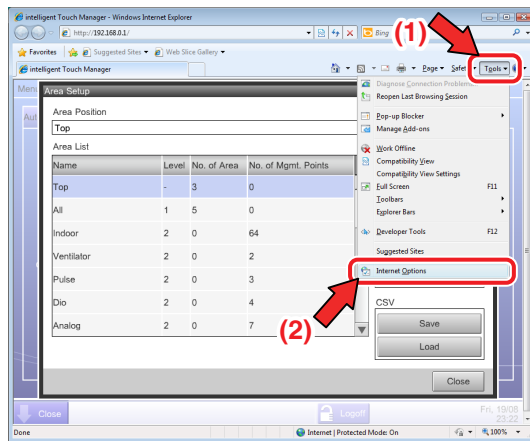 intelligent Touch Manager - Windows Internet Explorer
http://192.168.0.1/
Bing
(1)
Favorites
Suggested Sites
Web Slice Gallery
intelligent Touch Manager
Page
Tools
Area Setup
Diagnose Connection Problems...
Reopen Last Browsing Session
Area Position
Top
Pop-up Blocker
Manage Add-ons
Area List
Work Offline
Name Level No. of Area No. of Mgmt. Points
Compatibility View
Compatibility View Settings
Top - 3 0
Full Screen F11
Toolbars
Explorer Bars
All 1 5 0
Developer Tools F12
Indoor 2 0 64
Suggested Sites
Ventilator 2 0 2
Internet Options
Pulse 2 0 3
Dio 2 0 4
CSV
Analog 2 0 7
(2)
Save
Load
Close
Close
Logoff
Fri, 19/08
23:22
Done
Internet | Protected Mode: On
100%